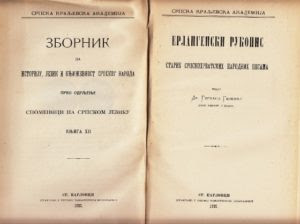 СРПСКА КРАЉЕВСКА АКАДЕМИЈА
ЗБОРНИК
ЗА
ИСТОРИЈУ, ЈЕЗИК И КЊИЖЕВНОСТ СРПСКОГ НАРОДА
ПРВО ОДЕЉЕЊЕ
СПОМЕНИЦИ НА СРПСКОМ ЈЕЗИКУ
КЊИГА XII
СР. КАРЛОВЦИ
1925.
СРПСКА КРАЉЕВСКА АКАДЕМИЈА
ЕРЛАНГЕНСКИ РУКОПИС
СТАРИХ СРПСКОХРВАТСКИХ НАРОДНИХ ПЕСАМА
ИЗДАО
Др. Герхард Геземан
СР. КАРЛОВЦИ
1925.